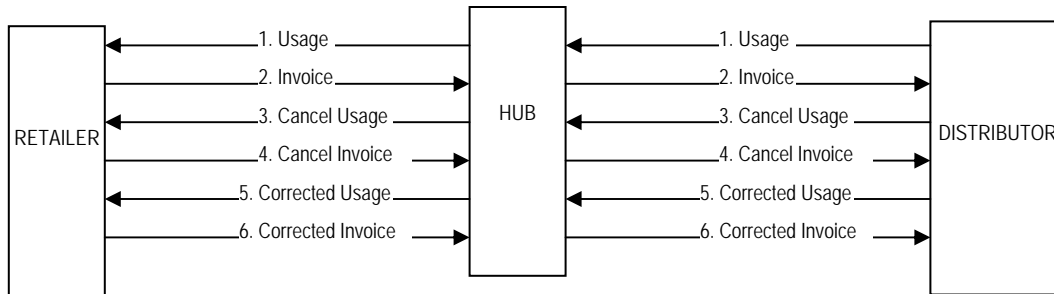 1. Usage
1. Usage
2. Invoice
2. Invoice
3. Cancel Usage
HUB
3. Cancel Usage
RETAILER
DISTRIBUTOR
4. Cancel Invoice
4. Cancel Invoice
5. Corrected Usage
5. Corrected Usage
6. Corrected Invoice
6. Corrected Invoice